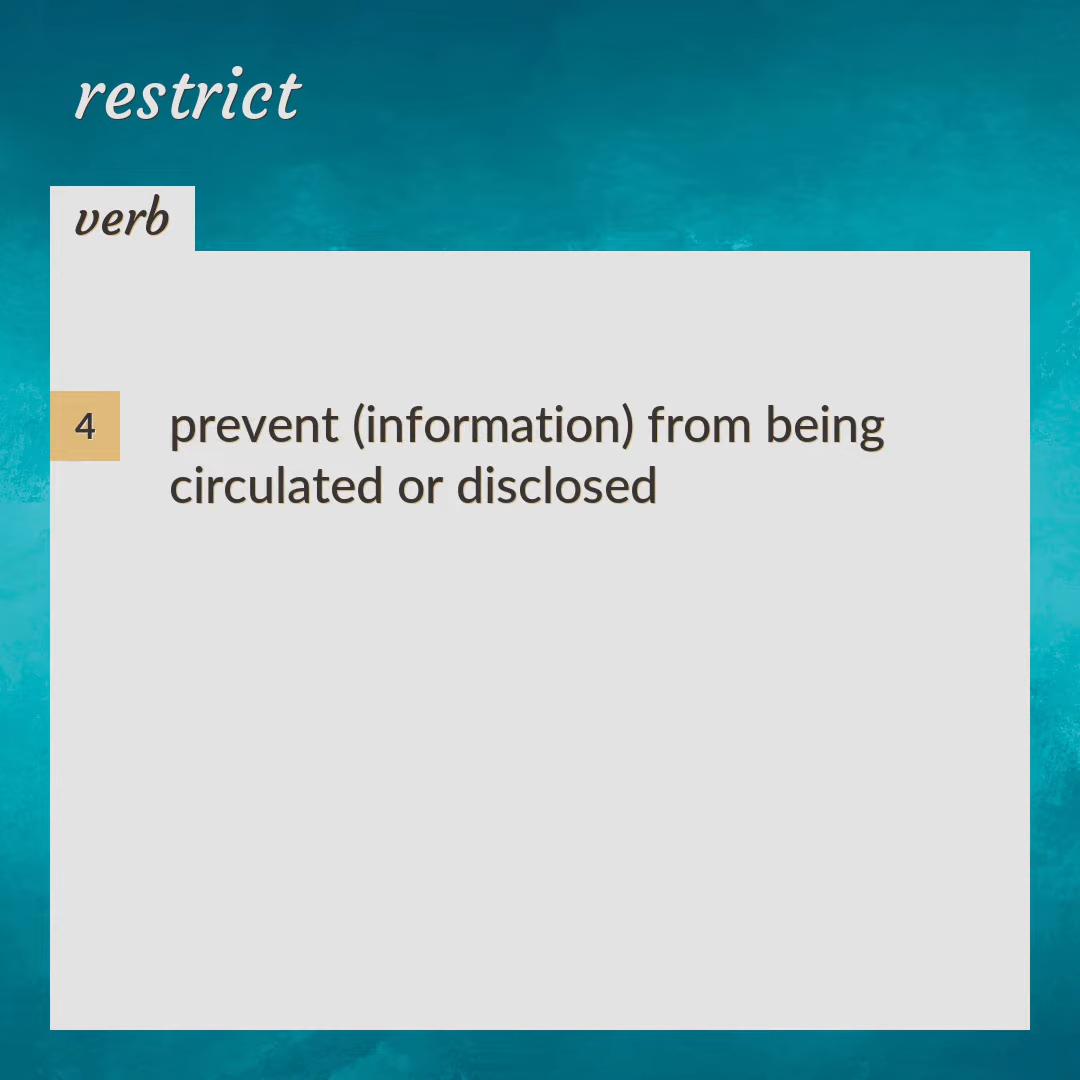 restrict
verb
4 prevent (information) from being
circulated or disclosed